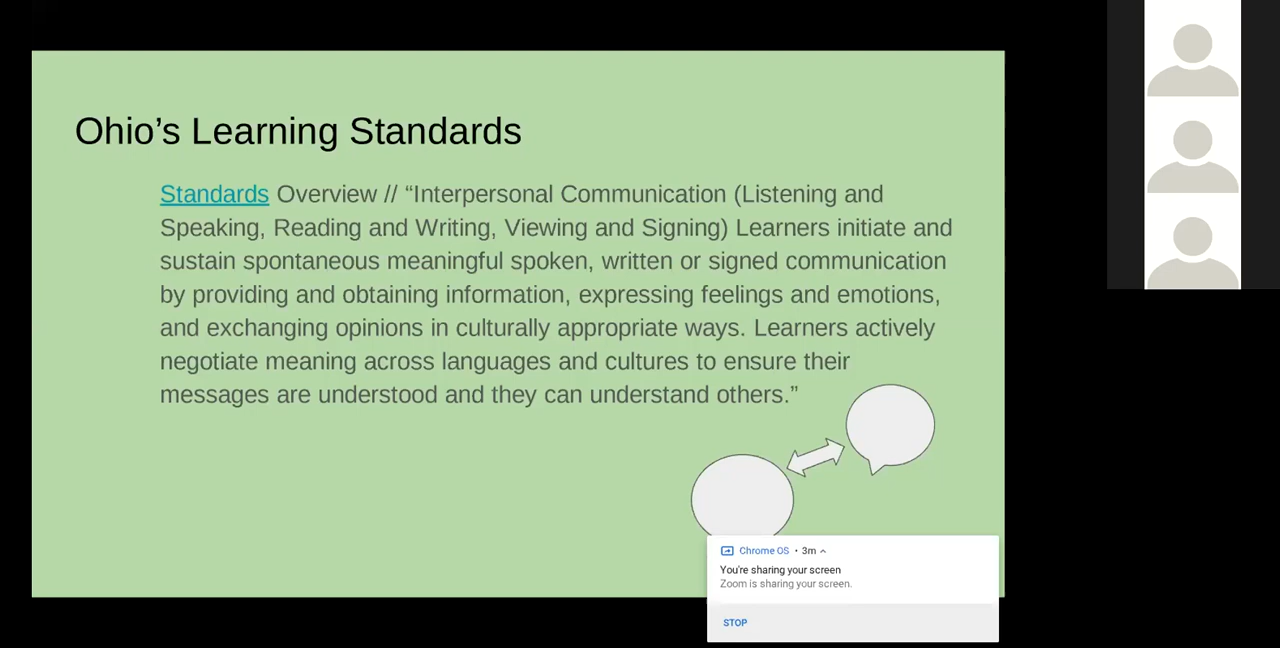 Ohio’s Learning Standards
Standards Overview // “Interpersonal Communication (Listening and
Speaking, Reading and Writing, Viewing and Signing) Learners initiate and
sustain spontaneous meaningful spoken, written or signed communication
by providing and obtaining information, expressing feelings and emotions,
and exchanging opinions in culturally appropriate ways. Learners actively
negotiate meaning across languages and cultures to ensure their
messages are understood and they can understand others.”
Chrome OS • 3m
You're sharing your screen
Zoom is sharing your screen.
STOP